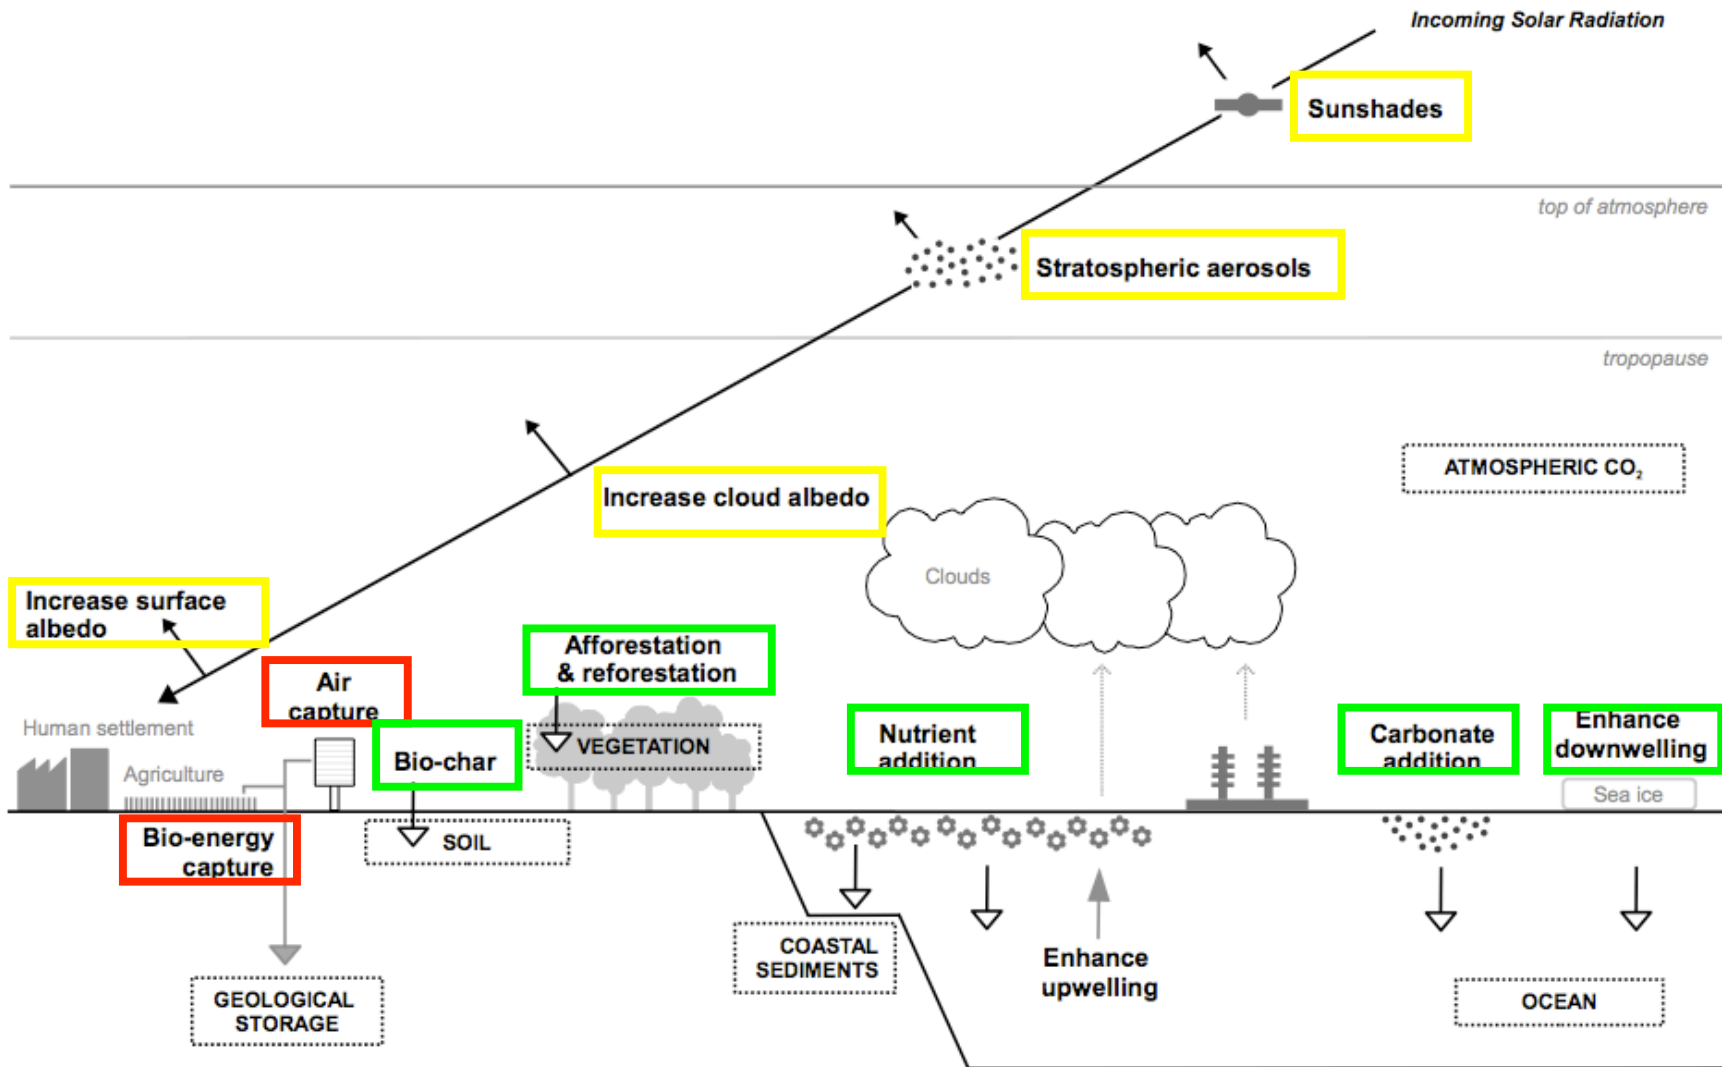 Incoming Solar Radiation
Sunshades
top of atmosphere
Stratospheric aerosols
tropopause
ATMOSPHERIC CO₂
Increase cloud albedo
Clouds
Increase surface
albedo
Afforestation
& reforestation
Air
capture
Human settlement
Agriculture
Bio-char
VEGETATION
Nutrient
addition
Carbonate
addition
Enhance
downwelling
Sea ice
Bio-energy
capture
SOIL
COASTAL
SEDIMENTS
Enhance
upwelling
GEOLOGICAL
STORAGE
OCEAN